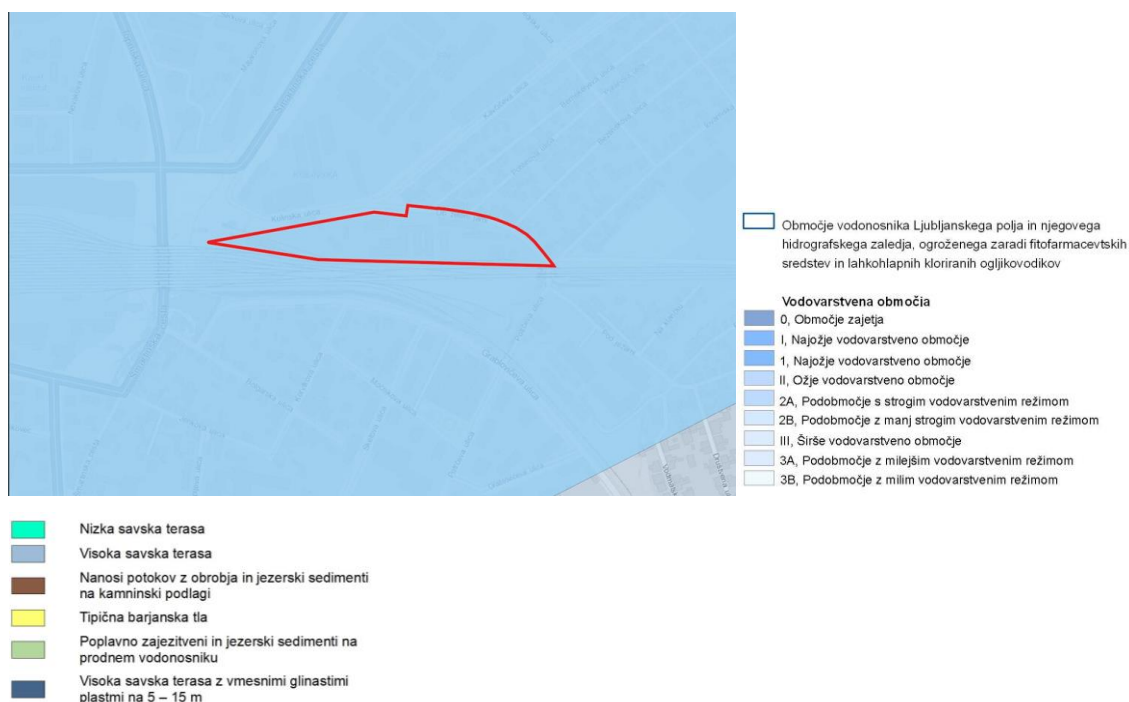 Kolinska ulica
Grablovičeva ulica
Območje vodonosnika Ljubljanskega polja in njegovega
hidrografskega zaledja, ogroženega zaradi fitofarmacevtskih
sredstev in lahkohlapnih kloriranih ogljikovodikov
Vodovarstvena območja
0, Območje zajetja
I, Najožje vodovarstveno območje
1, Najožje vodovarstveno območje
II, Ožje vodovarstveno območje
2A, Podobmočje s strogim vodovarstvenim režimom
2B, Podobmočje z manj strogim vodovarstvenim režimom
III, Širše vodovarstveno območje
3A, Podobmočje z milejšim vodovarstvenim režimom
3B, Podobmočje z milim vodovarstvenim režimom
Nizka savska terasa
Visoka savska terasa
Nanosi potokov z obrobja in jezerski sedimenti
na kamninski podlagi
Tipična barjanska tla
Poplavno zajezitveni in jezerski sedimenti na
prodnem vodonosniku
Visoka savska terasa z vmesnimi glinastimi
plastmi na 5 – 15 m